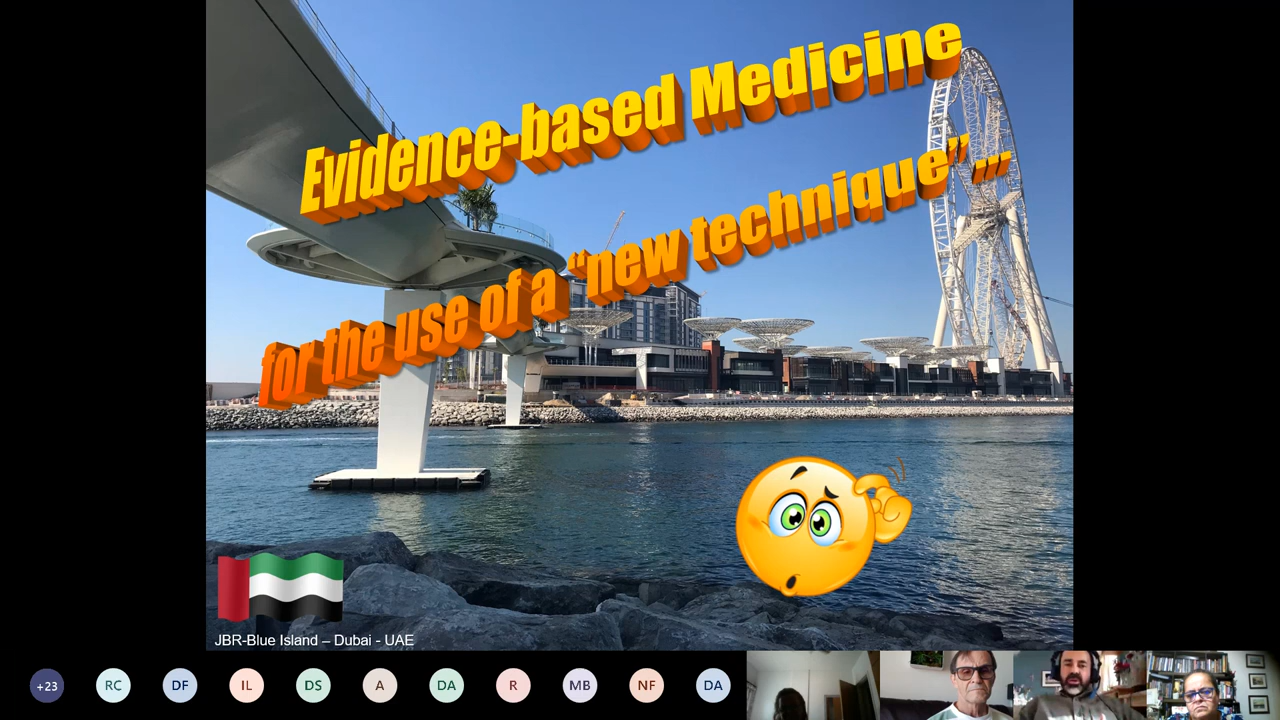 Evidence-based Medicine
for the use of a “new technique” ...
JBR-Blue Island – Dubai - UAE
+23 RC DF IL DS A DA R MB NF DA